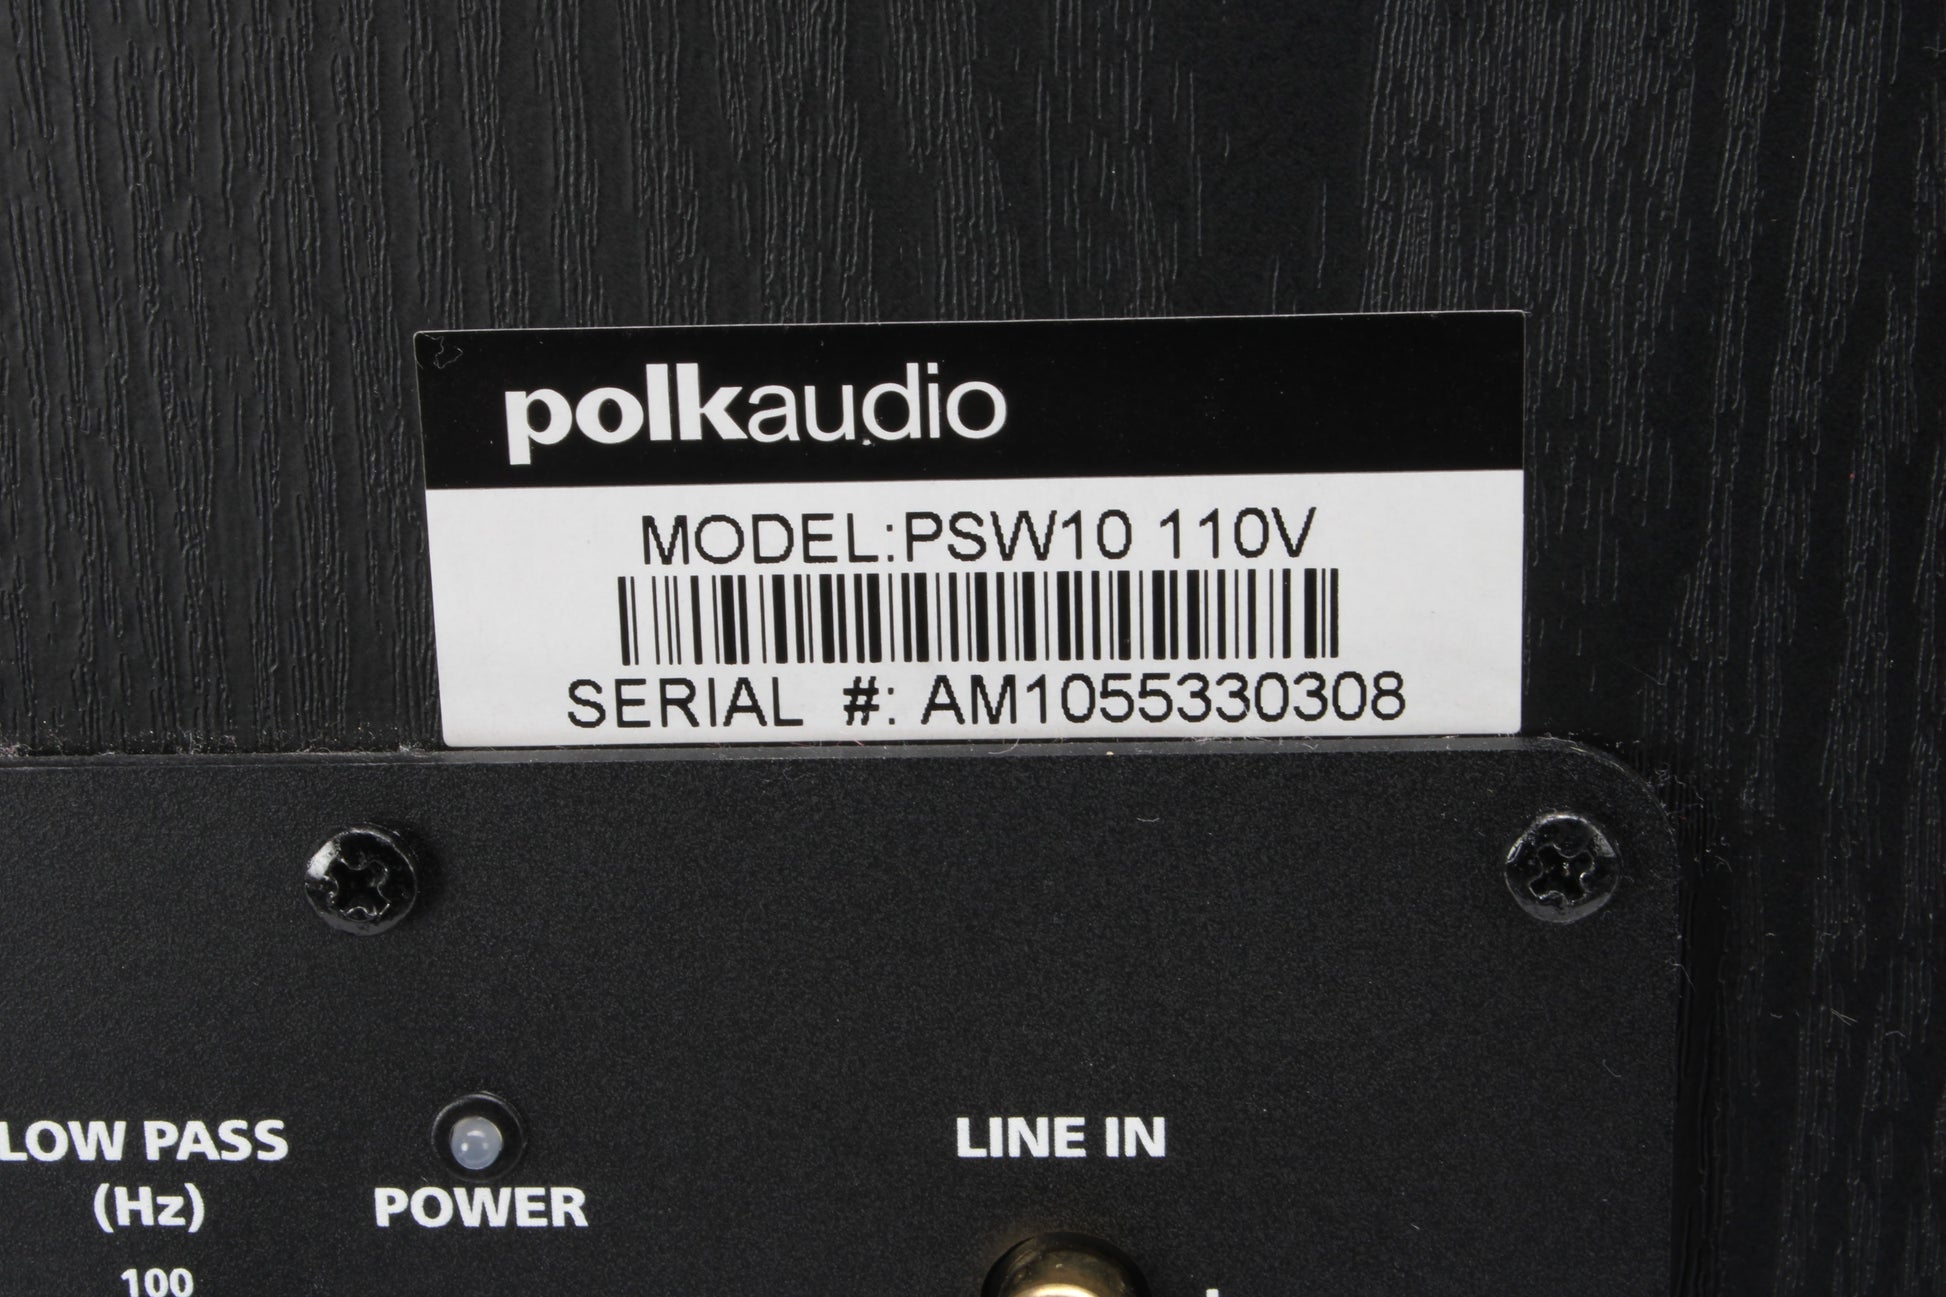 polkaudio
MODEL:PSW10 110V
SERIAL #: AM1055330308
LOW PASS
(Hz)
100
POWER
LINE IN